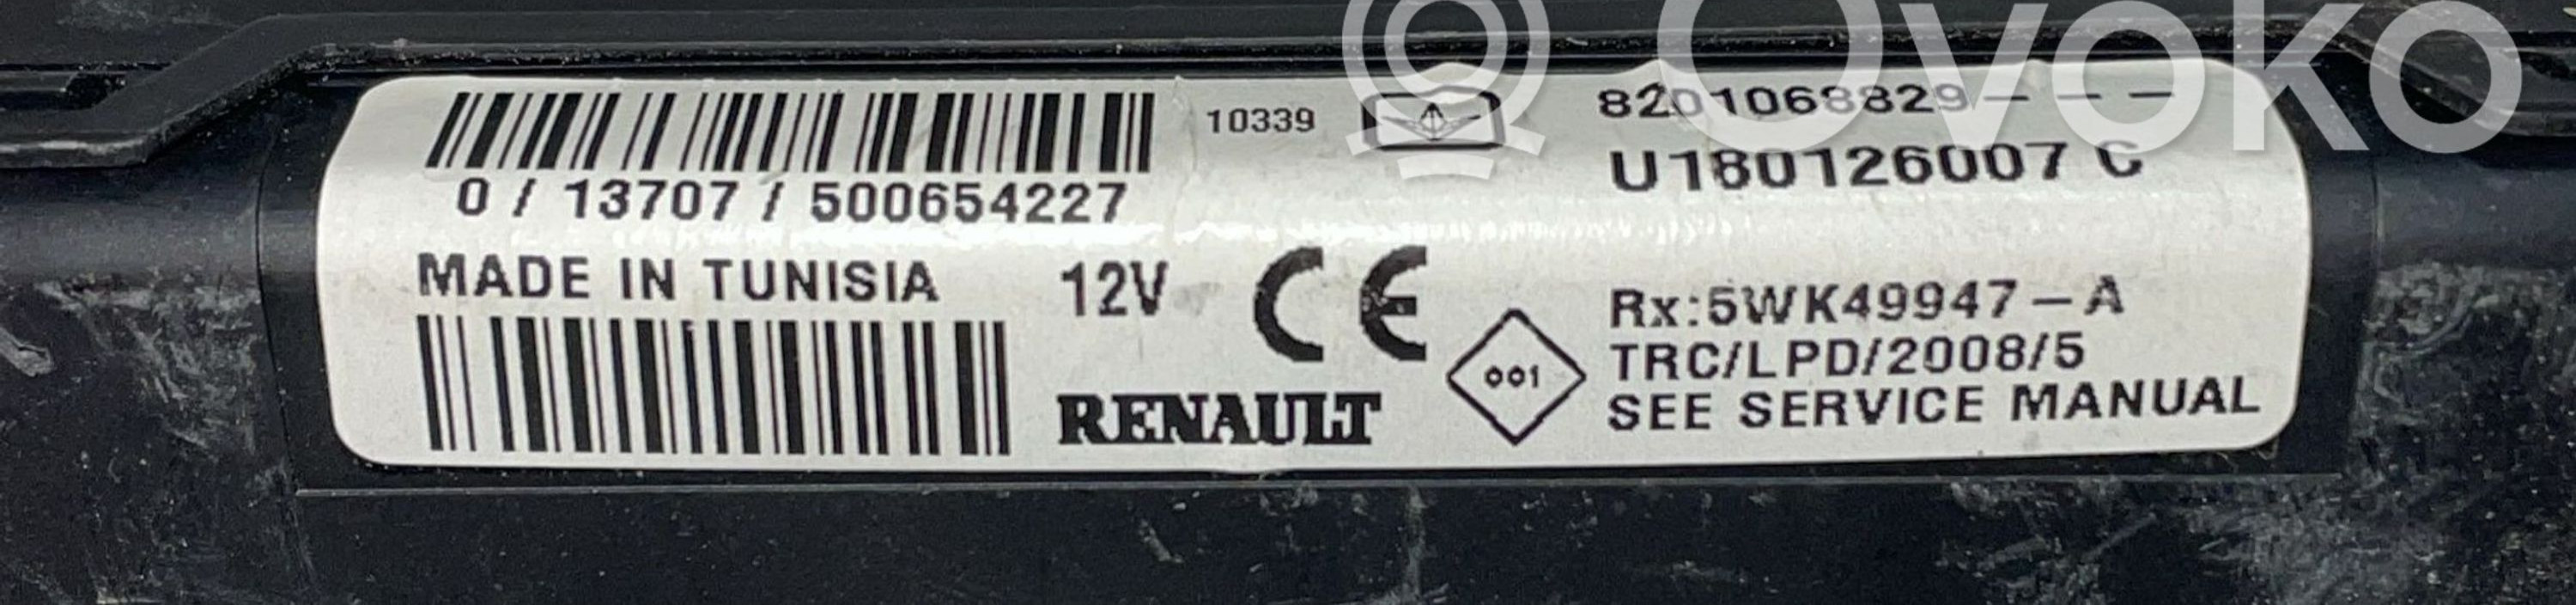 Ovoko
10339
8201068829---
U180126007 C
0 / 13707 / 500654227
MADE IN TUNISIA
12V
CE
RENAULT
001
Rx:5WK49947-A
TRC/LPD/2008/5
SEE SERVICE MANUAL